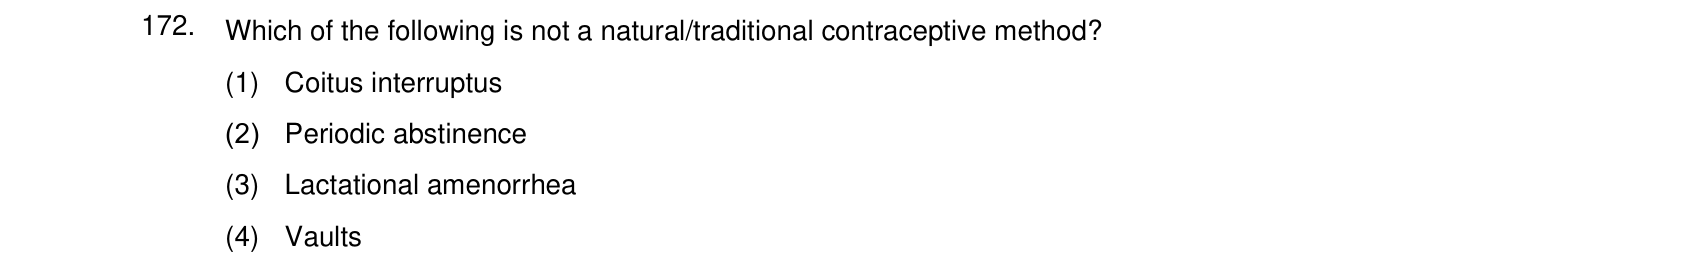 172. Which of the following is not a natural/traditional contraceptive method?
(1) Coitus interruptus
(2) Periodic abstinence
(3) Lactational amenorrhea
(4) Vaults